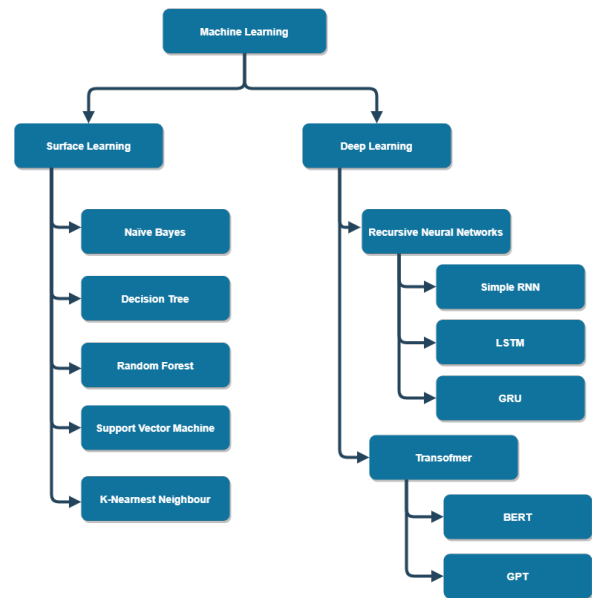 Machine Learning
Surface Learning
Naïve Bayes
Decision Tree
Random Forest
Support Vector Machine
K-Nearnest Neighbour
Deep Learning
Recursive Neural Networks
Simple RNN
LSTM
GRU
Transofmer
BERT
GPT